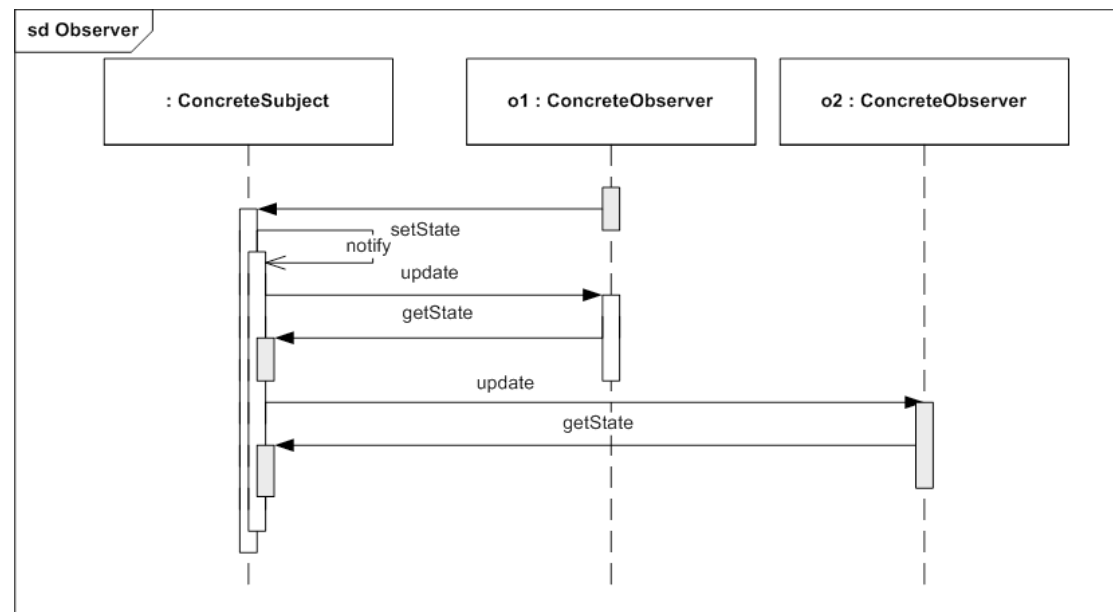 sd Observer
: ConcreteSubject
o1 : ConcreteObserver
o2 : ConcreteObserver
setState
notify
update
getState
update
getState